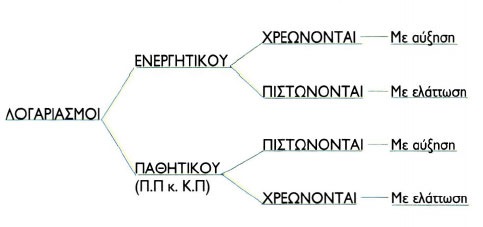 ΧΡΕΩΝΟΝΤΑΙ Με αύξηση
ΕΝΕΡΓΗΤΙΚΟΥ
ΠΙΣΤΩΝΟΝΤΑΙ Με ελάττωση
ΛΟΓΑΡΙΑΣΜΟΙ
ΠΙΣΤΩΝΟΝΤΑΙ Με αύξηση
ΠΑΘΗΤΙΚΟΥ
(Π.Π κ. Κ.Π)
ΧΡΕΩΝΟΝΤΑΙ Με ελάττωση